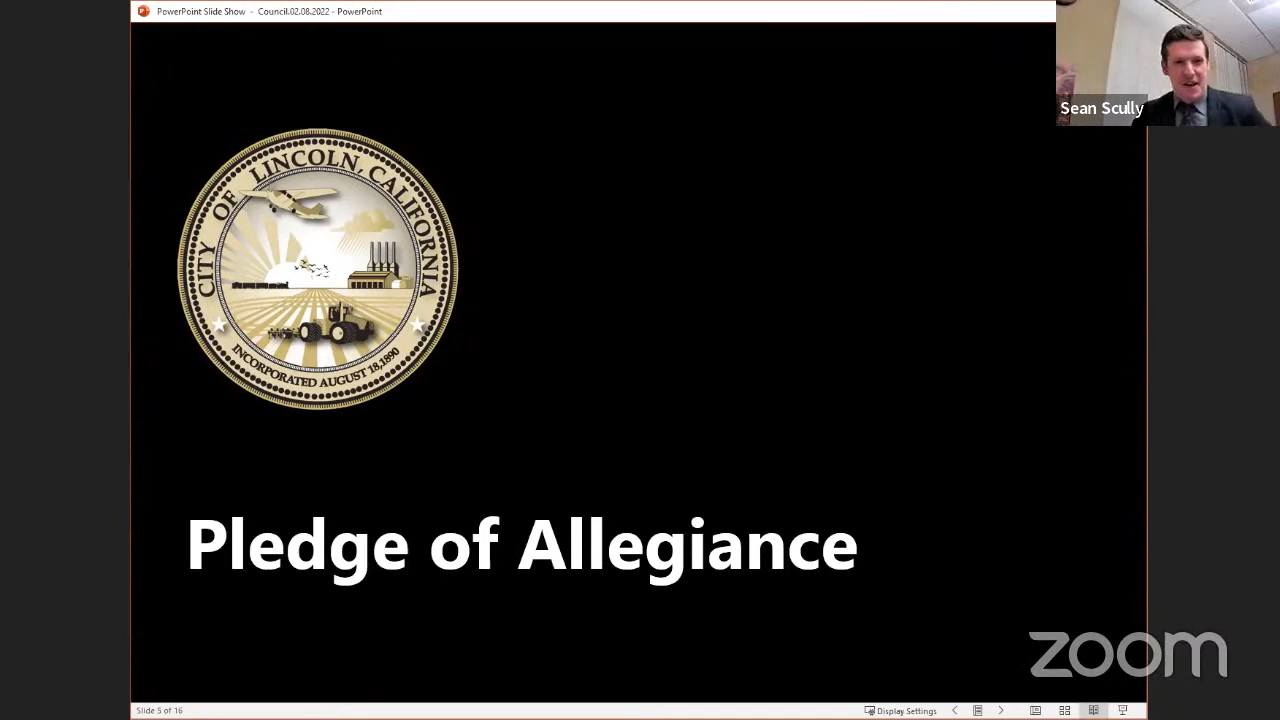 PowerPoint Slide Show - Council.02.08.2022 - PowerPoint
Sean Scully
CITY OF LINCOLN, CALIFORNIA
INCORPORATED AUGUST 18,1890
Pledge of Allegiance
zoom
Slide 5 of 16
Display Settings